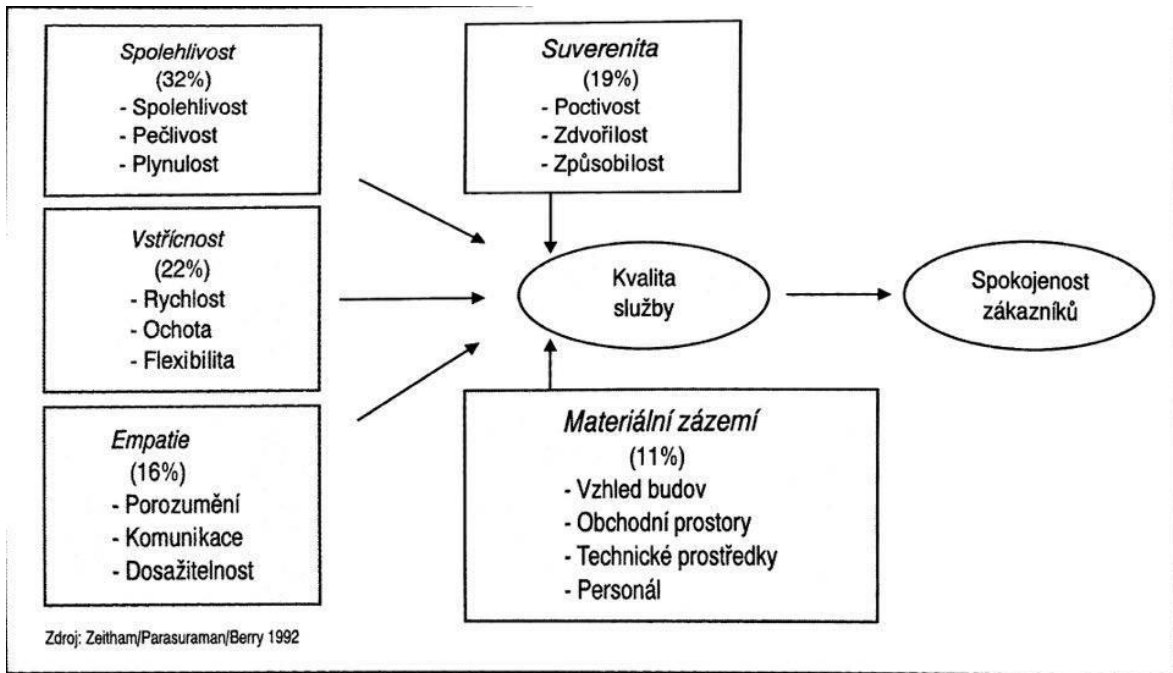 Spolehlivost
(32%)
- Spolehlivost
- Pečlivost
- Plynulost
Vstřícnost
(22%)
- Rychlost
- Ochota
- Flexibilita
Empatie
(16%)
- Porozumění
- Komunikace
- Dosažitelnost
Suverenita
(19%)
- Poctivost
- Zdvořilost
- Způsobilost
Kvalita
služby
Spokojenost
zákazníků
Materiální zázemí
(11%)
- Vzhled budov
- Obchodní prostory
- Technické prostředky
- Personál
Zdroj: Zeitham/Parasuraman/Berry 1992